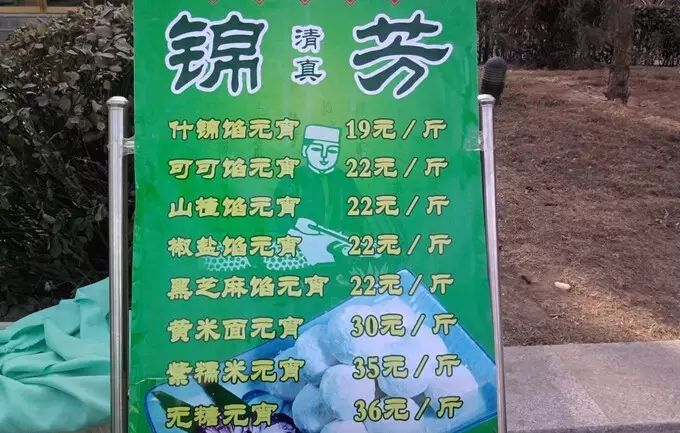 锦 清真 芳
什锦馅元宵 19元/斤
可可馅元宵 22元/斤
山楂馅元宵 22元/斤
椒盐馅元宵 22元/斤
黑芝麻馅元宵 22元/斤
黄米面元宵 30元/斤
紫糯米元宵 35元/斤
无糖元宵 36元/斤